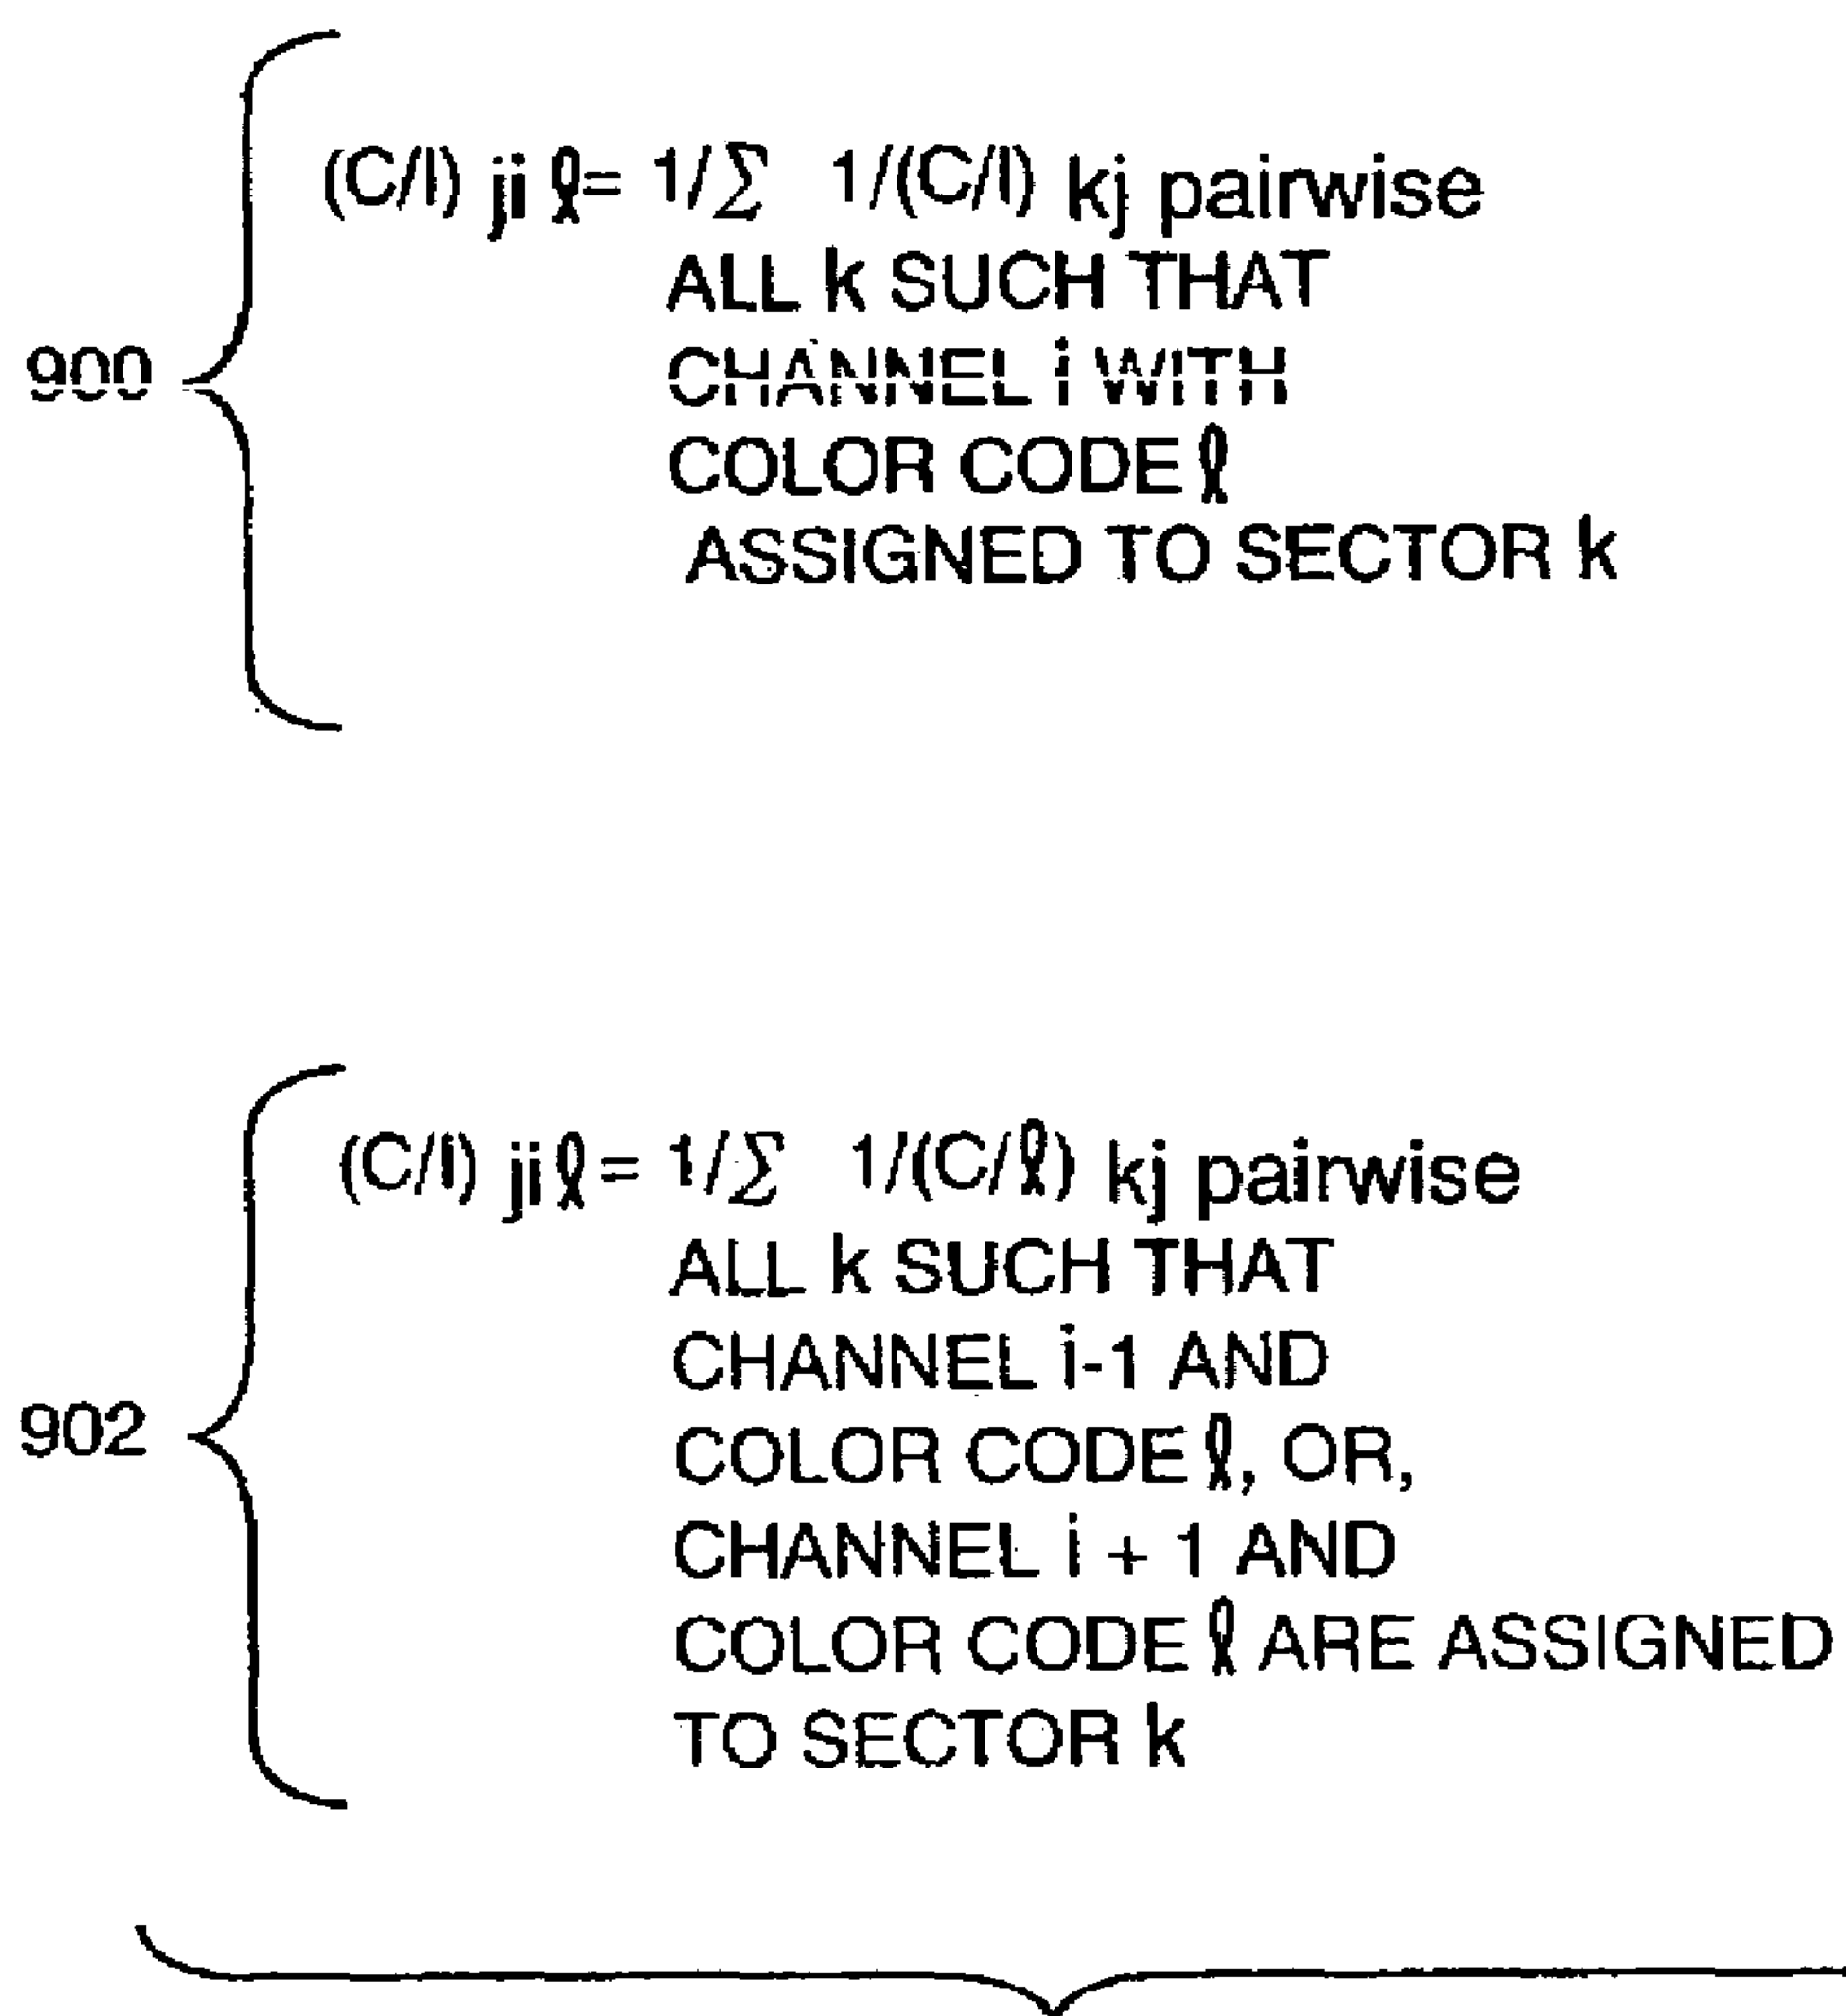 (C/I) ji ℓ= 1/∑ 1/(C/I) kj pairwise
ALL k SUCH THAT
900
CHANNEL i WITH
COLOR CODE ℓ
ASSIGNED TO SECTOR k
(C/I) jiℓ = 1/∑ 1/(C/ℓ) kj pairwise
ALL k SUCH THAT
CHANNEL i-1 AND
902
COLOR CODE ℓ, OR,
CHANNEL i + 1 AND
COLOR CODE ℓ ARE ASSIGNED
TO SECTOR k